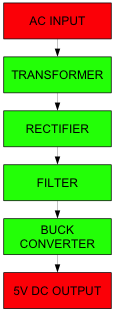 AC INPUT
TRANSFORMER
RECTIFIER
FILTER
BUCK
CONVERTER
5V DC OUTPUT